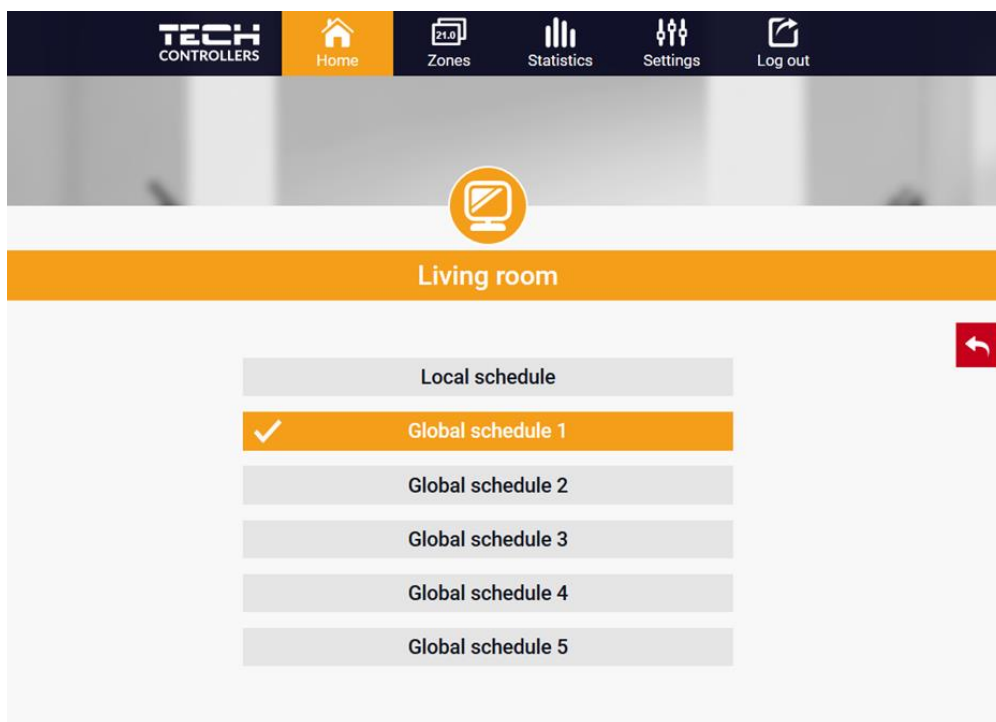 TECH
CONTROLLERS
Home
21.0
Zones
Statistics
Settings
Log out
Living room
Local schedule
Global schedule 1
Global schedule 2
Global schedule 3
Global schedule 4
Global schedule 5